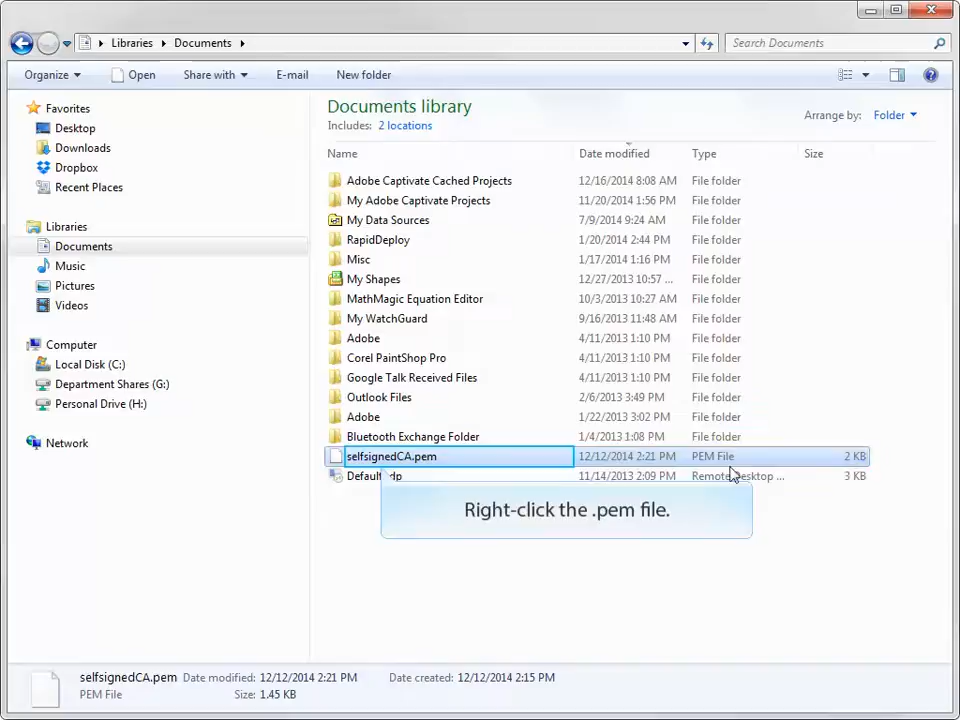 Libraries Documents
Search Documents
Organize Open Share with E-mail New folder
Favorites
Desktop
Downloads
Dropbox
Recent Places
Libraries
Documents
Music
Pictures
Videos
Computer
Local Disk (C:)
Department Shares (G:)
Personal Drive (H:)
Network
Documents library
Includes: 2 locations
Arrange by: Folder
Name Date modified Type Size
Adobe Captivate Cached Projects 12/16/2014 8:08 AM File folder
My Adobe Captivate Projects 11/20/2014 1:56 PM File folder
My Data Sources 7/9/2014 9:24 AM File folder
RapidDeploy 1/20/2014 2:44 PM File folder
Misc 1/17/2014 1:16 PM File folder
My Shapes 12/27/2013 10:57 ... File folder
MathMagic Equation Editor 10/3/2013 10:27 AM File folder
My WatchGuard 9/16/2013 11:48 AM File folder
Adobe 4/11/2013 1:10 PM File folder
Corel PaintShop Pro 4/11/2013 1:10 PM File folder
Google Talk Received Files 4/11/2013 1:10 PM File folder
Outlook Files 2/6/2013 3:49 PM File folder
Adobe 1/22/2013 3:02 PM File folder
Bluetooth Exchange Folder 1/4/2013 1:08 PM File folder
selfsignedCA.pem 12/12/2014 2:21 PM PEM File 2 KB
Default.rdp 11/14/2013 2:09 PM Remote Desktop ... 3 KB
Right-click the .pem file.
selfsignedCA.pem Date modified: 12/12/2014 2:21 PM Date created: 12/12/2014 2:15 PM
PEM File Size: 1.45 KB